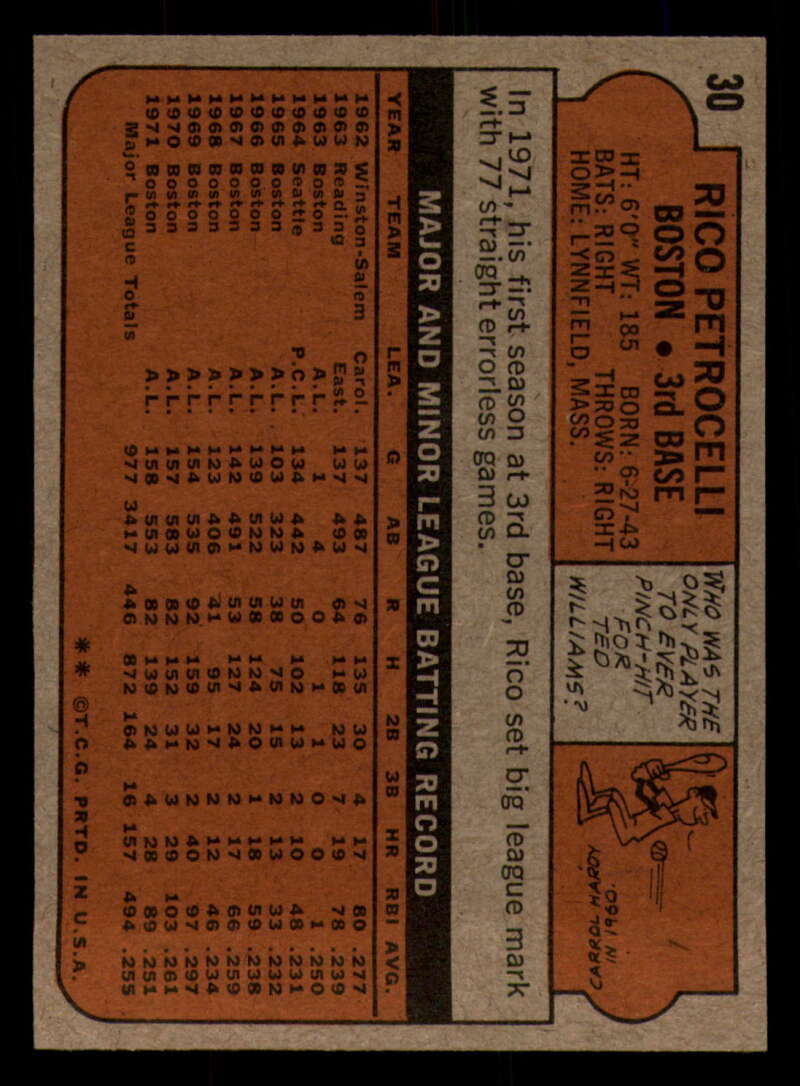 30
RICO PETROCELLI
BOSTON • 3rd BASE
HT: 6'0" WT: 185 BORN: 6-27-43
BATS: RIGHT THROWS: RIGHT
HOME: LYNNFIELD, MASS.
WHO WAS THE
ONLY PLAYER
TO EVER
PINCH-HIT
FOR
TED
WILLIAMS?
CARROL HARDY
IN 1960.
In 1971, his first season at 3rd base, Rico set big league mark
with 77 straight errorless games.
MAJOR AND MINOR LEAGUE BATTING RECORD
YEAR TEAM LEA. G AB R H 2B 3B HR RBI AVG.
1962 Winston-Salem Carol. 137 487 76 135 30 4 17 80 .277
1963 Reading East. 137 493 64 118 23 7 19 78 .239
1963 Boston A.L. 1 4 0 1 1 0 0 1 .250
1964 Seattle P.C.L. 134 442 50 102 13 2 10 48 .231
1965 Boston A.L. 103 323 38 75 15 2 13 33 .232
1966 Boston A.L. 139 522 58 124 20 1 18 59 .238
1967 Boston A.L. 142 491 53 127 24 2 17 66 .259
1968 Boston A.L. 123 406 41 95 17 2 12 46 .234
1969 Boston A.L. 154 535 92 159 32 2 40 97 .297
1970 Boston A.L. 157 583 82 152 31 3 29 103 .261
1971 Boston A.L. 158 553 82 139 24 4 28 89 .251
Major League Totals 977 3417 446 872 164 16 157 494 .255
** ©T.C.G. PRTD. IN U.S.A.